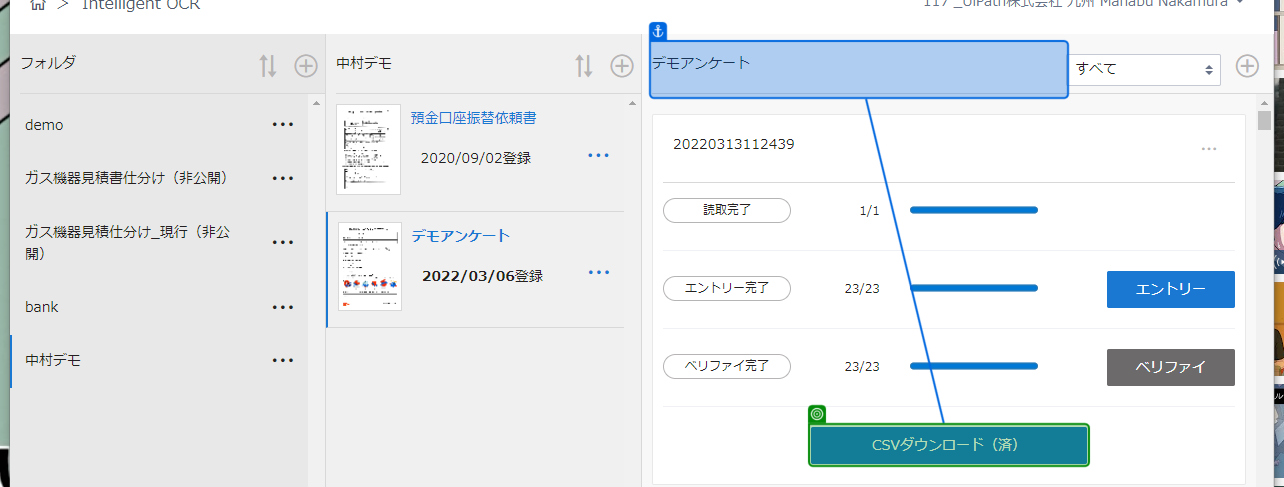 Intelligent OCR
117 _UiPath株式会社 九州 Manabu Nakamura
フォルダ
demo
ガス機器見積書仕分け（非公開）
ガス機器見積仕分け_現行（非公
開）
bank
中村デモ
中村デモ
預金口座振替依頼書
2020/09/02登録
デモアンケート
2022/03/06登録
デモアンケート
すべて
20220313112439
読取完了 1/1
エントリー完了 23/23 エントリー
ベリファイ完了 23/23 ベリファイ
CSVダウンロード（済）